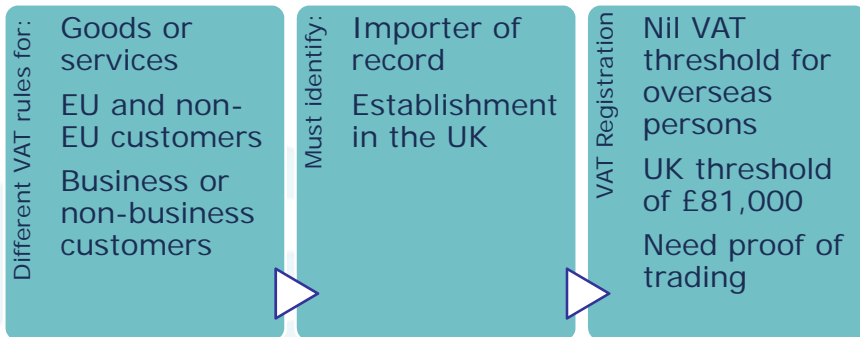 Different VAT rules for:
Goods or
services
EU and non-
EU customers
Business or
non-business
customers
Must identify:
Importer of
record
Establishment
in the UK
VAT Registration
Nil VAT
threshold for
overseas
persons
UK threshold
of £81,000
Need proof of
trading